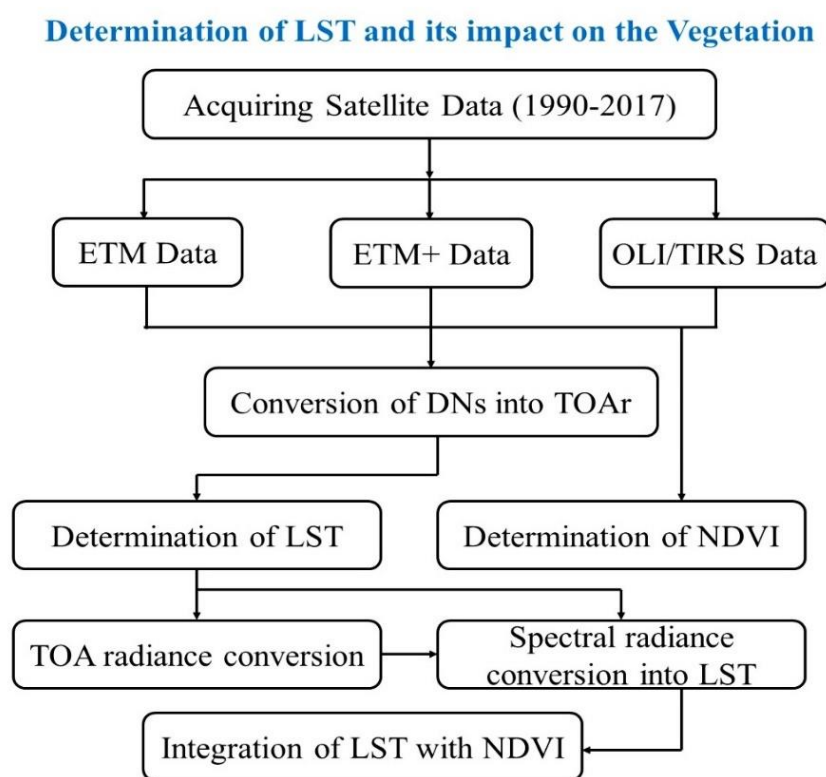 Determination of LST and its impact on the Vegetation
Acquiring Satellite Data (1990-2017)
ETM Data
ETM+ Data
OLI/TIRS Data
Conversion of DNs into TOAr
Determination of LST
Determination of NDVI
TOA radiance conversion
Spectral radiance
conversion into LST
Integration of LST with NDVI